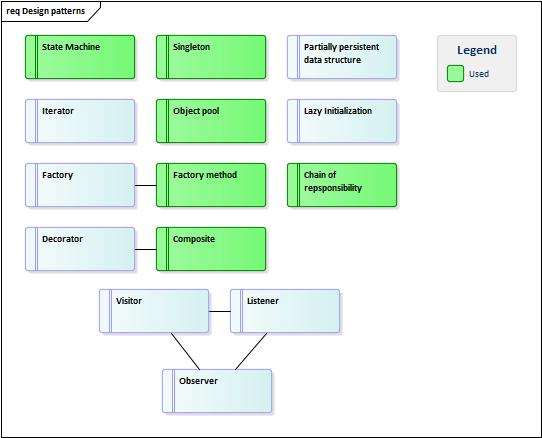 req Design patterns
State Machine
Singleton
Partially persistent
data structure
Legend
Used
Iterator
Object pool
Lazy Initialization
Factory
Factory method
Chain of
repsponsibility
Decorator
Composite
Visitor
Listener
Observer